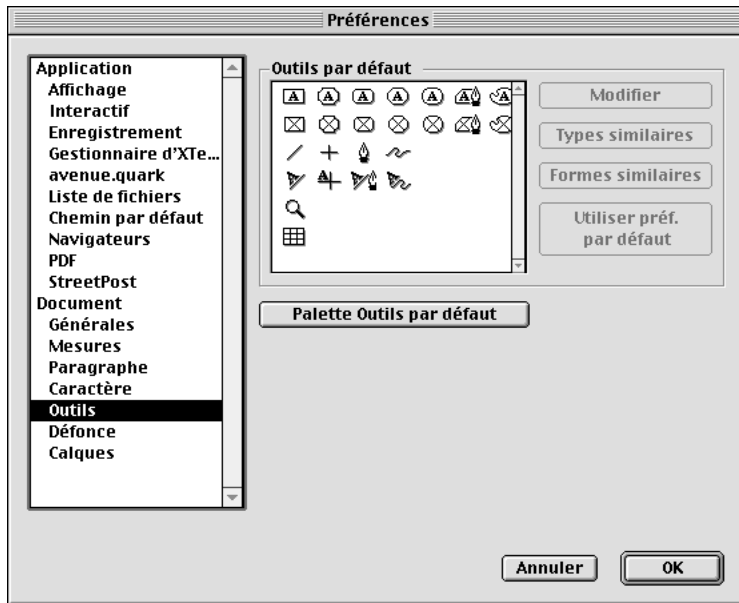 Préférences
Application
Affichage
Interactif
Enregistrement
Gestionnaire d'XTe...
avenue.quark
Liste de fichiers
Chemin par défaut
Navigateurs
PDF
StreetPost
Document
Générales
Mesures
Paragraphe
Caractère
Outils
Défonce
Calques
Outils par défaut
A A A A A A A
A
Modifier
Types similaires
Formes similaires
Utiliser préf.
par défaut
Palette Outils par défaut
Annuler
OK